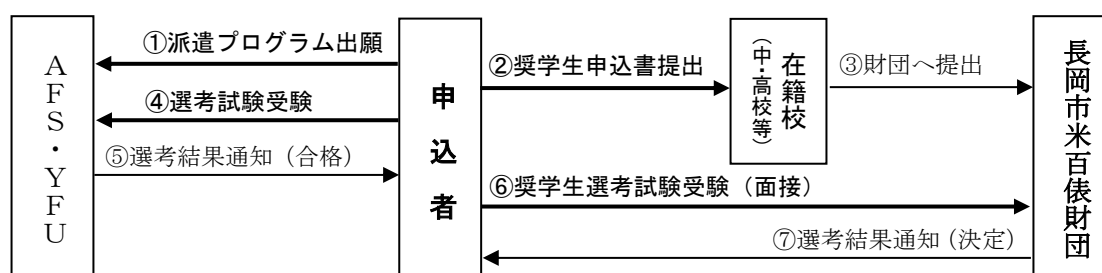 ①派遣プログラム出願
④選考試験受験
⑤選考結果通知（合格）
AFS・YFU
申込者
②奨学生申込書提出
在籍校
（中・高校等）
③財団へ提出
⑥奨学生選考試験受験（面接）
⑦選考結果通知（決定）
長岡市米百俵財団